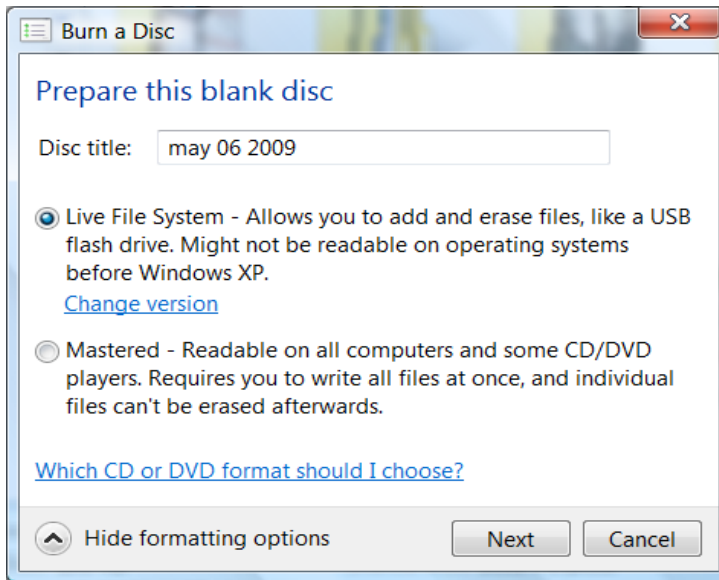 Burn a Disc
Prepare this blank disc
Disc title: may 06 2009
Live File System - Allows you to add and erase files, like a USB
flash drive. Might not be readable on operating systems
before Windows XP.
Change version
Mastered - Readable on all computers and some CD/DVD
players. Requires you to write all files at once, and individual
files can't be erased afterwards.
Which CD or DVD format should I choose?
Hide formatting options Next Cancel